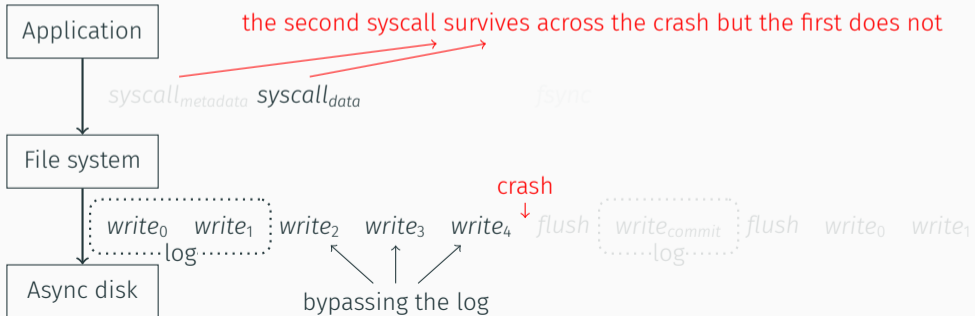 the second syscall survives across the crash but the first does not
Application
syscallmetadata syscalldata fsync
File system
crash
write0 write1 write2 write3 write4 flush writecommit flush write0 write1
log log
Async disk
bypassing the log